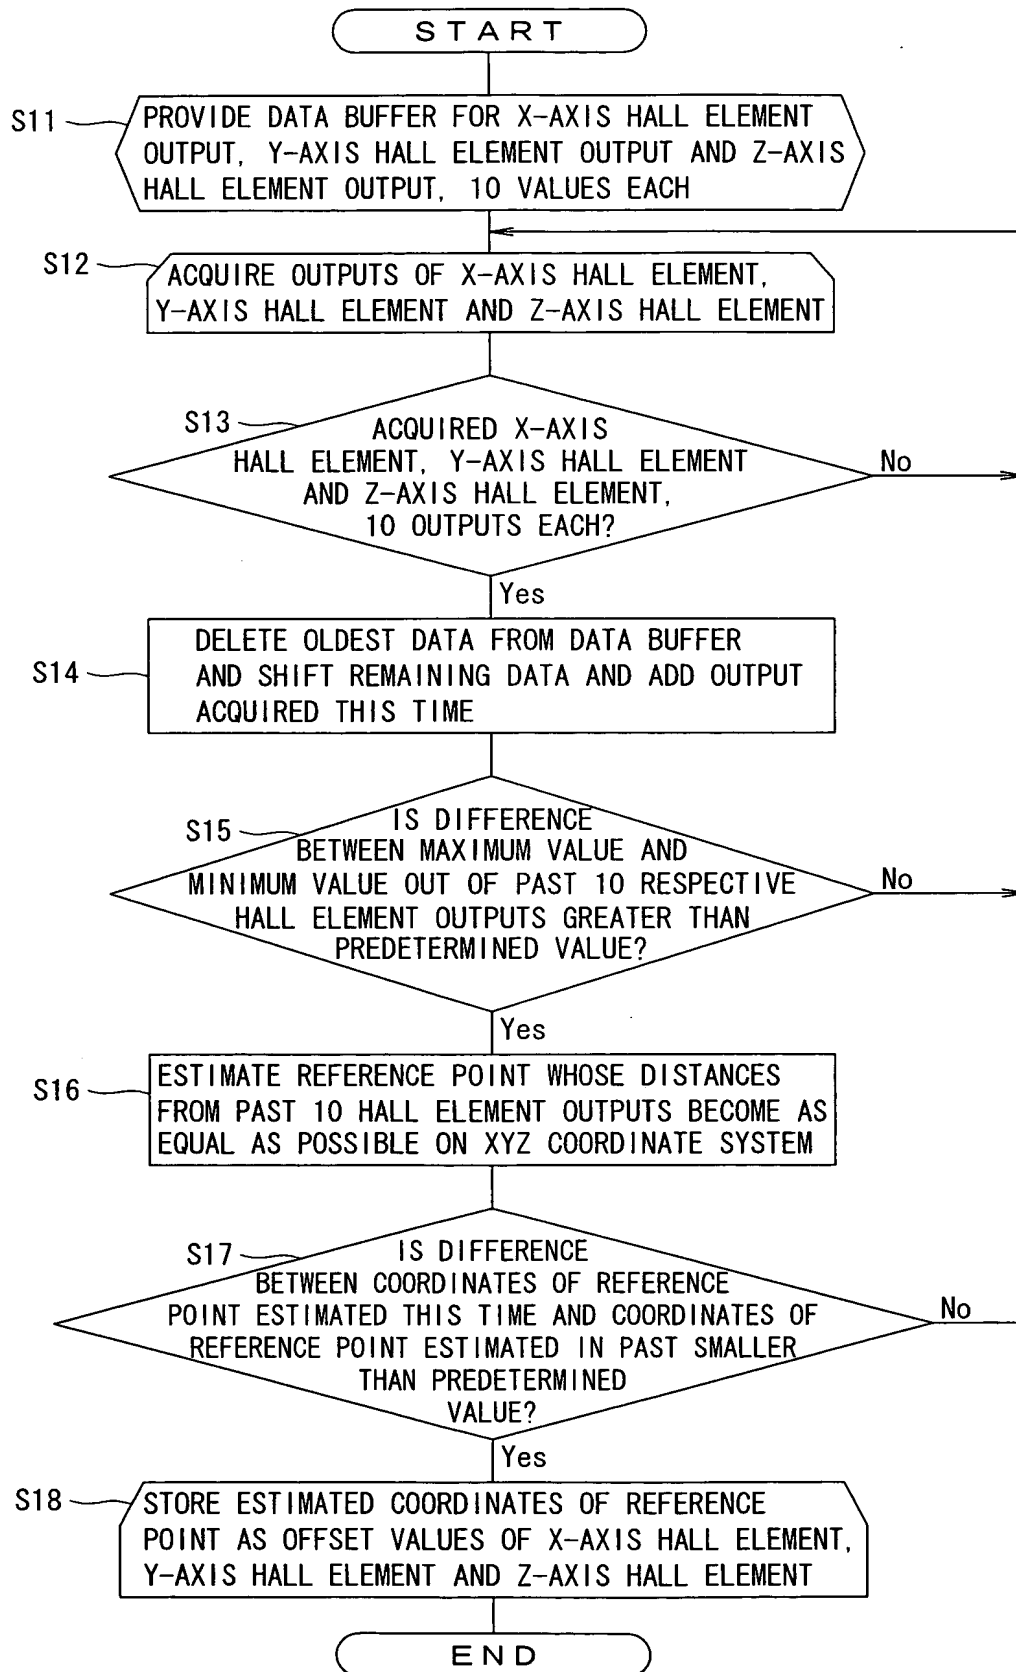 START
S11
PROVIDE DATA BUFFER FOR X-AXIS HALL ELEMENT
OUTPUT, Y-AXIS HALL ELEMENT OUTPUT AND Z-AXIS
HALL ELEMENT OUTPUT, 10 VALUES EACH
S12
ACQUIRE OUTPUTS OF X-AXIS HALL ELEMENT,
Y-AXIS HALL ELEMENT AND Z-AXIS HALL ELEMENT
S13
ACQUIRED X-AXIS
HALL ELEMENT, Y-AXIS HALL ELEMENT
AND Z-AXIS HALL ELEMENT,
10 OUTPUTS EACH?
No
Yes
S14
DELETE OLDEST DATA FROM DATA BUFFER
AND SHIFT REMAINING DATA AND ADD OUTPUT
ACQUIRED THIS TIME
S15
IS DIFFERENCE
BETWEEN MAXIMUM VALUE AND
MINIMUM VALUE OUT OF PAST 10 RESPECTIVE
HALL ELEMENT OUTPUTS GREATER THAN
PREDETERMINED VALUE?
No
Yes
S16
ESTIMATE REFERENCE POINT WHOSE DISTANCES
FROM PAST 10 HALL ELEMENT OUTPUTS BECOME AS
EQUAL AS POSSIBLE ON XYZ COORDINATE SYSTEM
S17
IS DIFFERENCE
BETWEEN COORDINATES OF REFERENCE
POINT ESTIMATED THIS TIME AND COORDINATES OF
REFERENCE POINT ESTIMATED IN PAST SMALLER
THAN PREDETERMINED
VALUE?
No
Yes
S18
STORE ESTIMATED COORDINATES OF REFERENCE
POINT AS OFFSET VALUES OF X-AXIS HALL ELEMENT,
Y-AXIS HALL ELEMENT AND Z-AXIS HALL ELEMENT
END